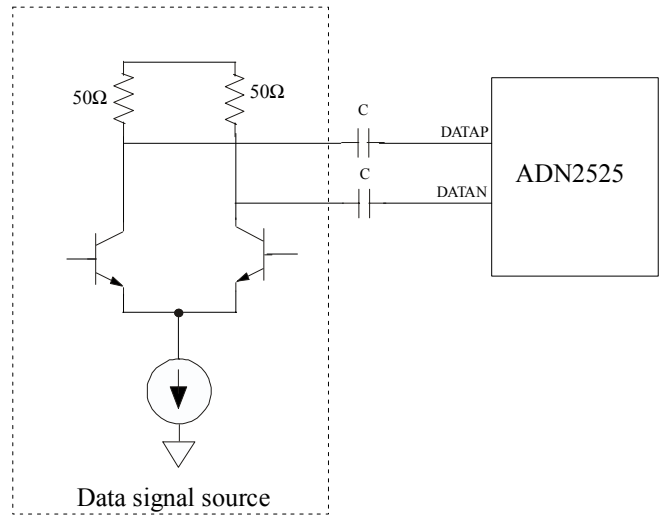 50Ω
50Ω
C
DATAP
C
DATAN
ADN2525
Data signal source